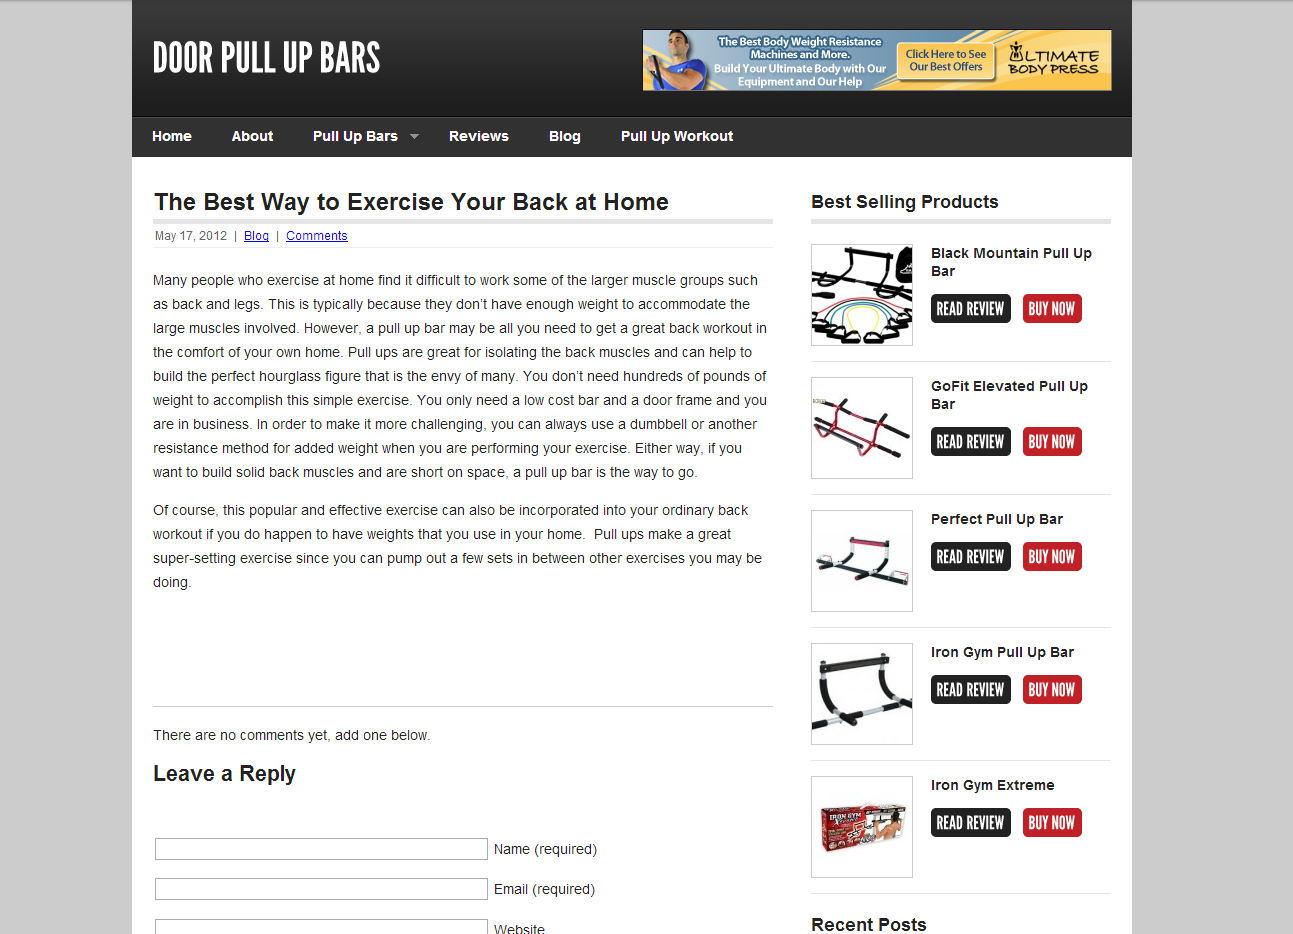 DOOR PULL UP BARS
The Best Body Weight Resistance
Machines and More.
Build Your Ultimate Body with Our
Equipment and Our Help
Click Here to See
Our Best Offers
ULTIMATE
BODY PRESS
Home About Pull Up Bars Reviews Blog Pull Up Workout
The Best Way to Exercise Your Back at Home
May 17, 2012 | Blog | Comments
Many people who exercise at home find it difficult to work some of the larger muscle groups such
as back and legs. This is typically because they don’t have enough weight to accommodate the
large muscles involved. However, a pull up bar may be all you need to get a great back workout in
the comfort of your own home. Pull ups are great for isolating the back muscles and can help to
build the perfect hourglass figure that is the envy of many. You don’t need hundreds of pounds of
weight to accomplish this simple exercise. You only need a low cost bar and a door frame and you
are in business. In order to make it more challenging, you can always use a dumbbell or another
resistance method for added weight when you are performing your exercise. Either way, if you
want to build solid back muscles and are short on space, a pull up bar is the way to go.
Of course, this popular and effective exercise can also be incorporated into your ordinary back
workout if you do happen to have weights that you use in your home.  Pull ups make a great
super-setting exercise since you can pump out a few sets in between other exercises you may be
doing.
There are no comments yet, add one below.
Leave a Reply
Name (required)
Email (required)
Website
Best Selling Products
Black Mountain Pull Up
Bar
READ REVIEW BUY NOW
GoFit Elevated Pull Up
Bar
READ REVIEW BUY NOW
Perfect Pull Up Bar
READ REVIEW BUY NOW
Iron Gym Pull Up Bar
READ REVIEW BUY NOW
IRON GYM
Iron Gym Extreme
READ REVIEW BUY NOW
Recent Posts